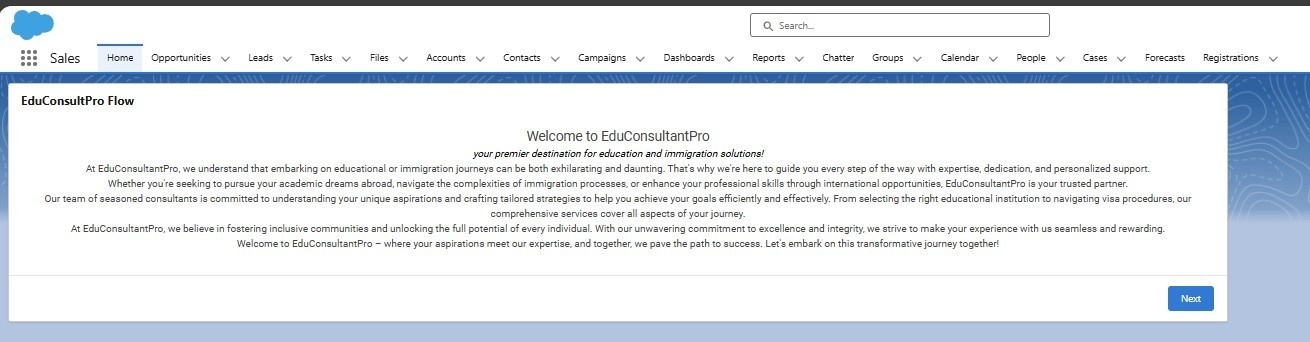 Search...
Sales Home Opportunities Leads Tasks Files Accounts Contacts Campaigns Dashboards Reports Chatter Groups Calendar People Cases Forecasts Registrations
EduConsultPro Flow
Welcome to EduConsultantPro
your premier destination for education and immigration solutions!
At EduConsultantPro, we understand that embarking on educational or immigration journeys can be both exhilarating and daunting. That's why we're here to guide you every step of the way with expertise, dedication, and personalized support.
Whether you're seeking to pursue your academic dreams abroad, navigate the complexities of immigration processes, or enhance your professional skills through international opportunities, EduConsultantPro is your trusted partner.
Our team of seasoned consultants is committed to understanding your unique aspirations and crafting tailored strategies to help you achieve your goals efficiently and effectively. From selecting the right educational institution to navigating visa procedures, our
comprehensive services cover all aspects of your journey.
At EduConsultantPro, we believe in fostering inclusive communities and unlocking the full potential of every individual. With our unwavering commitment to excellence and integrity, we strive to make your experience with us seamless and rewarding.
Welcome to EduConsultantPro – where your aspirations meet our expertise, and together, we pave the path to success. Let's embark on this transformative journey together!
Next